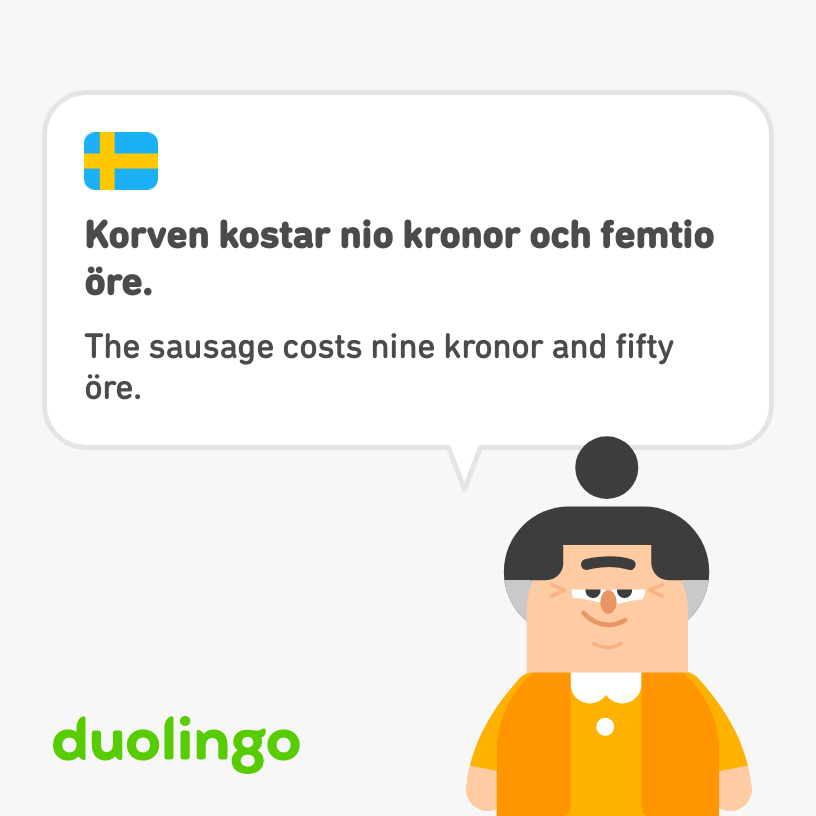 Korven kostar nio kronor och femtio
öre.
The sausage costs nine kronor and fifty
öre.
duolingo